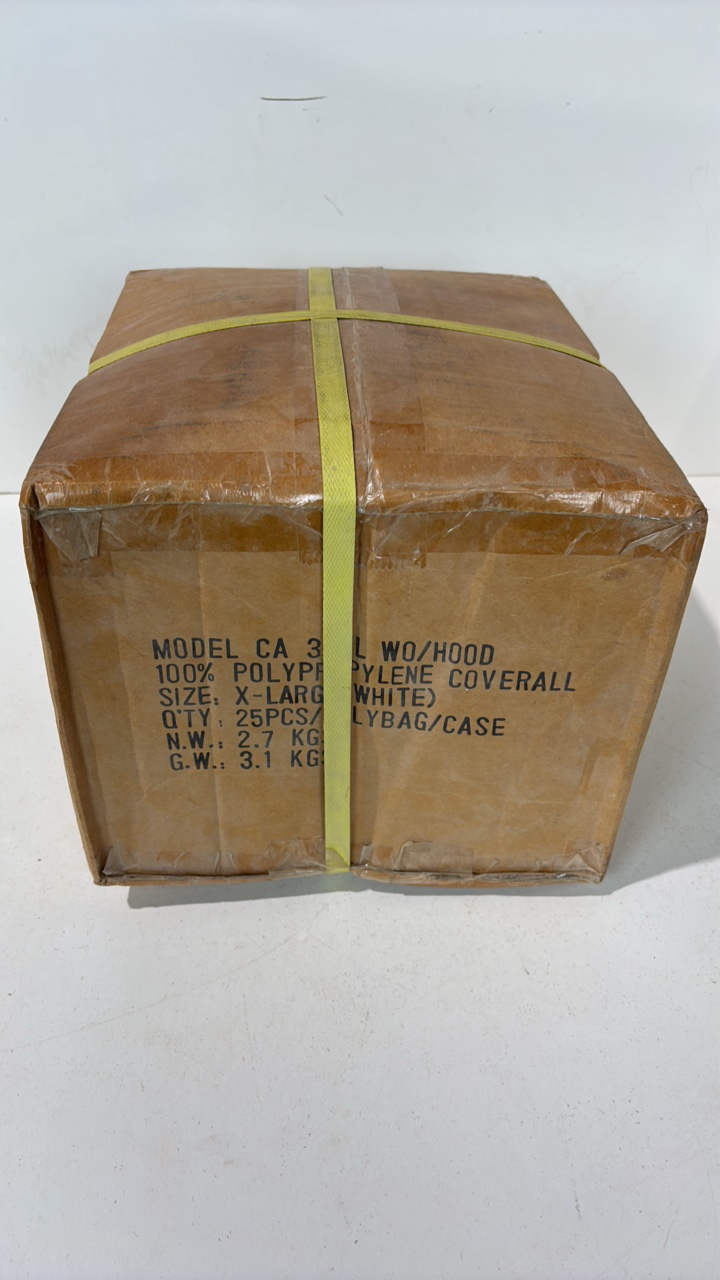 MODEL CA 3 L WO/HOOD
100% POLYPR PYLENE COVERALL
SIZE: X-LARG WHITE)
Q'TY: 25PCS/ LYBAG/CASE
N.W.: 2.7 KG
G.W.: 3.1 KG